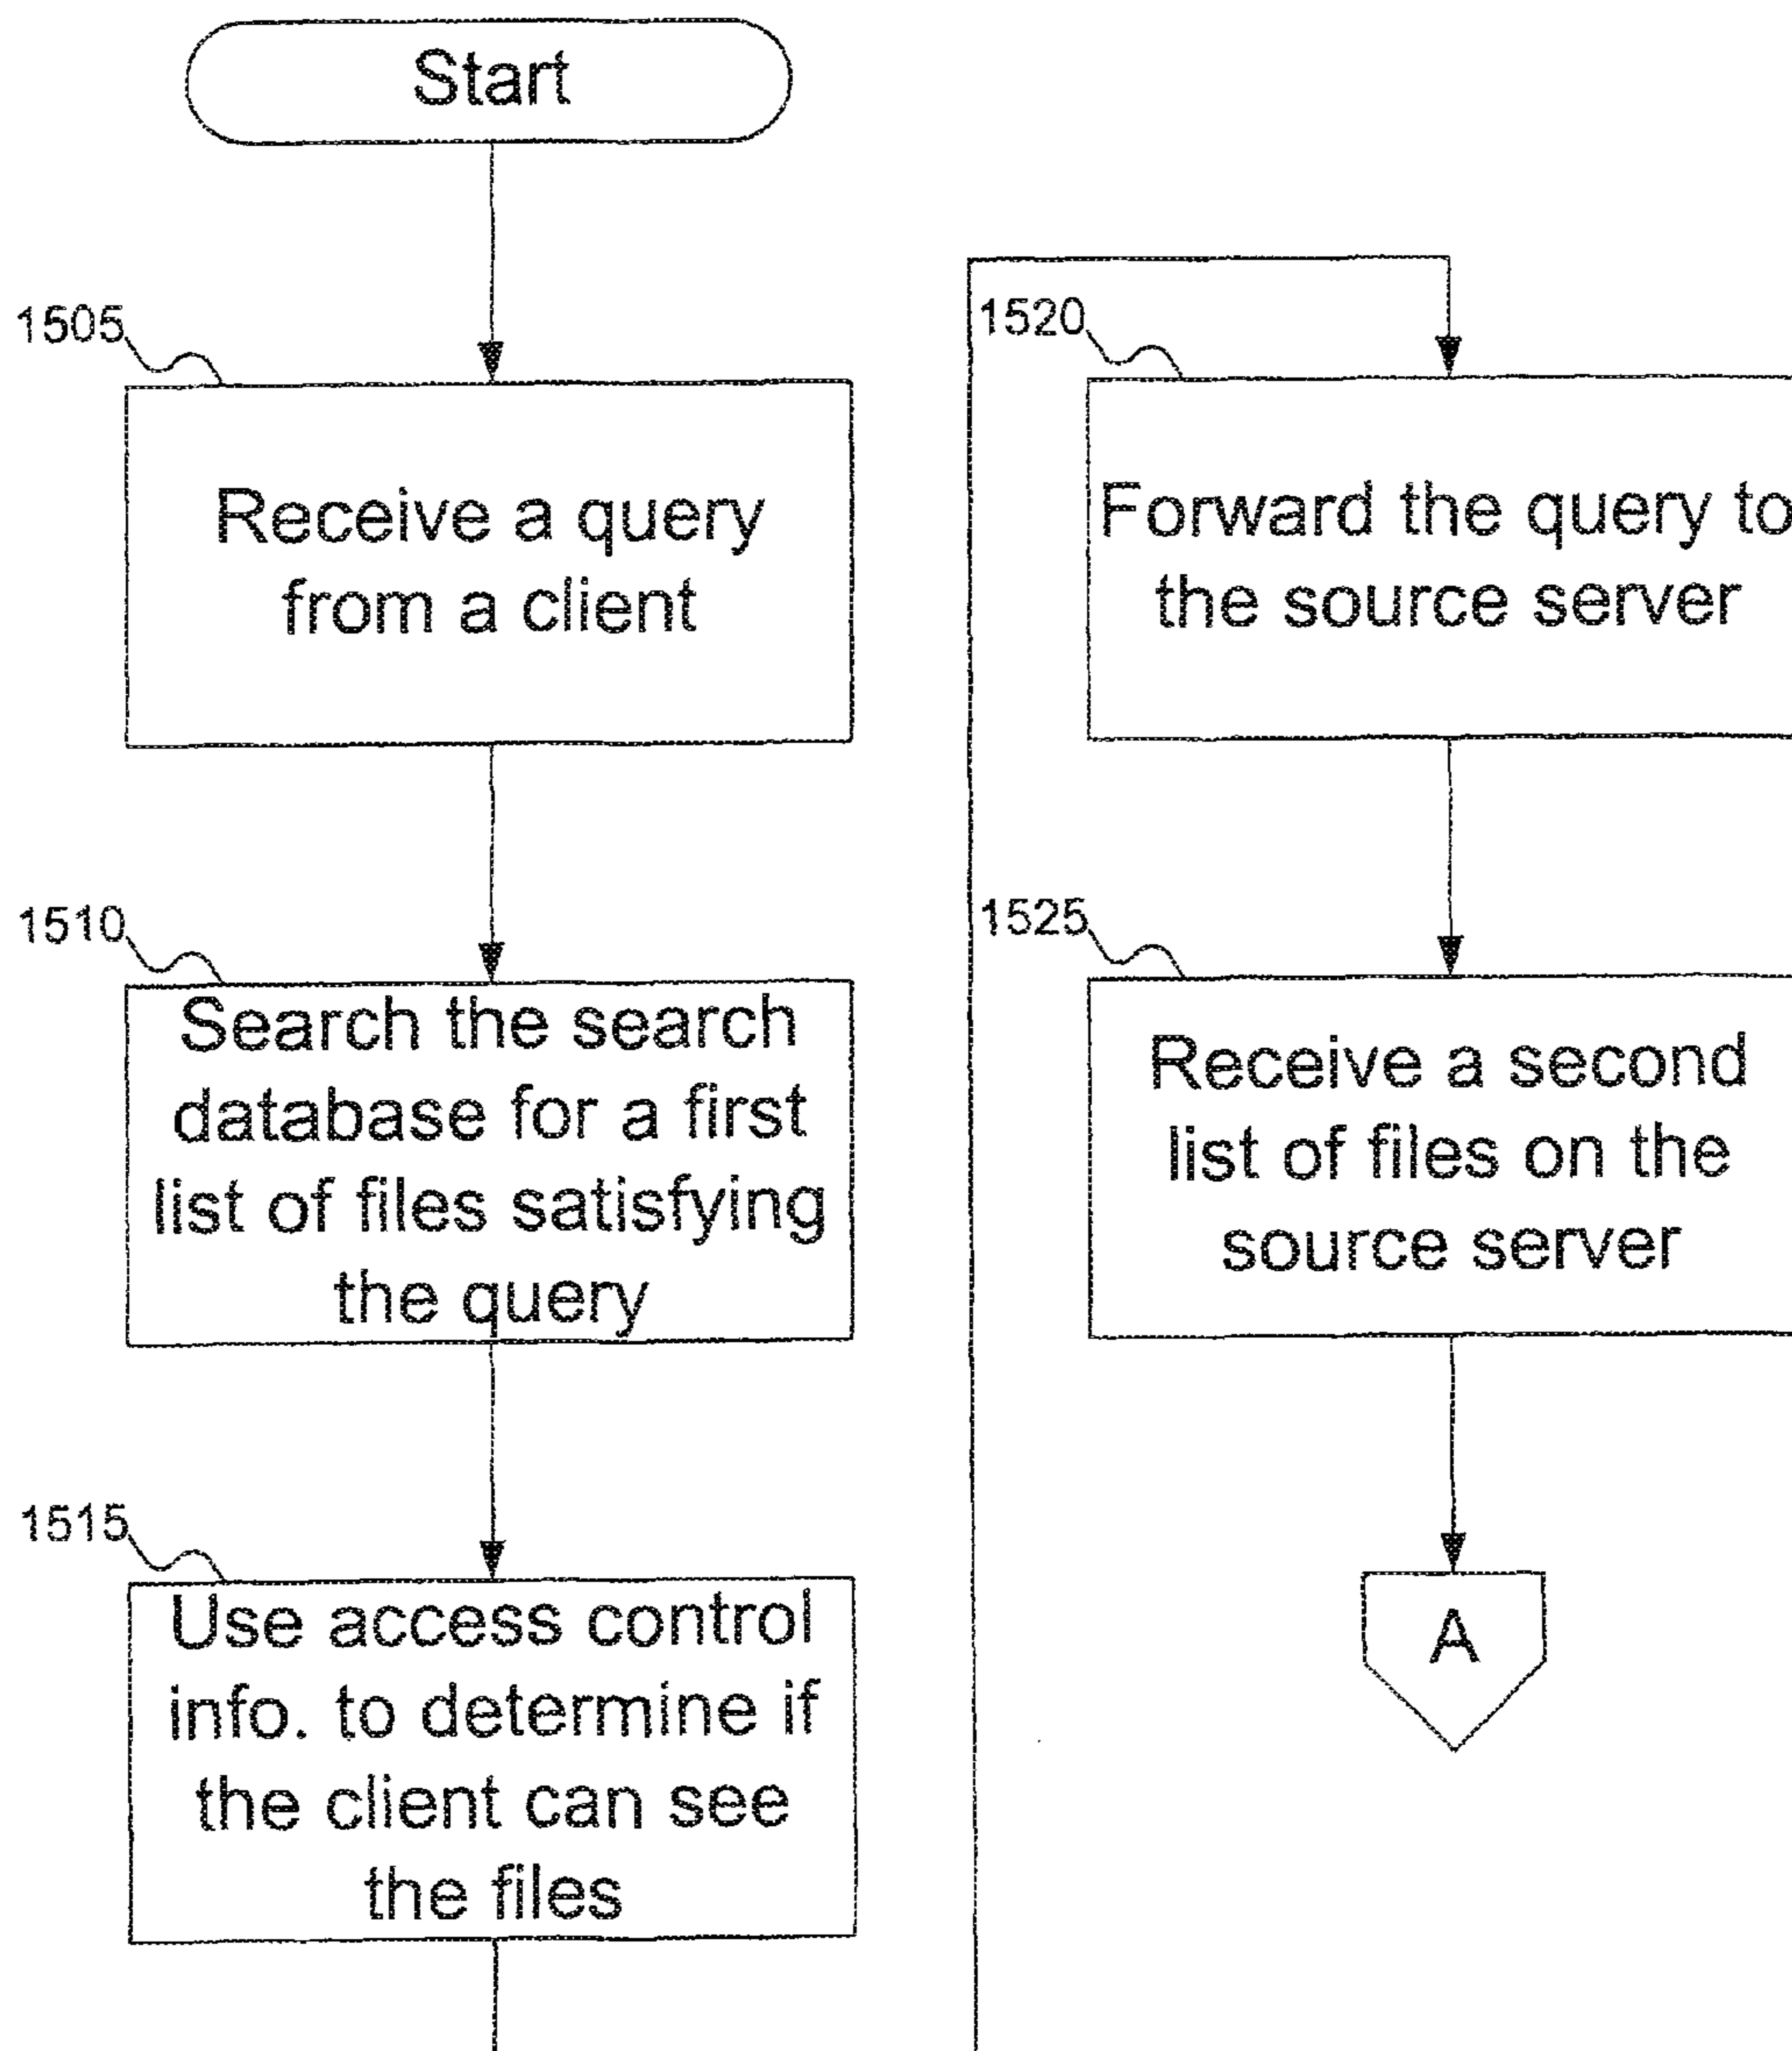 Start
1505
Receive a query
from a client
1510
Search the search
database for a first
list of files satisfying
the query
1515
Use access control
info. to determine if
the client can see
the files
1520
Forward the query to
the source server
1525
Receive a second
list of files on the
source server
A